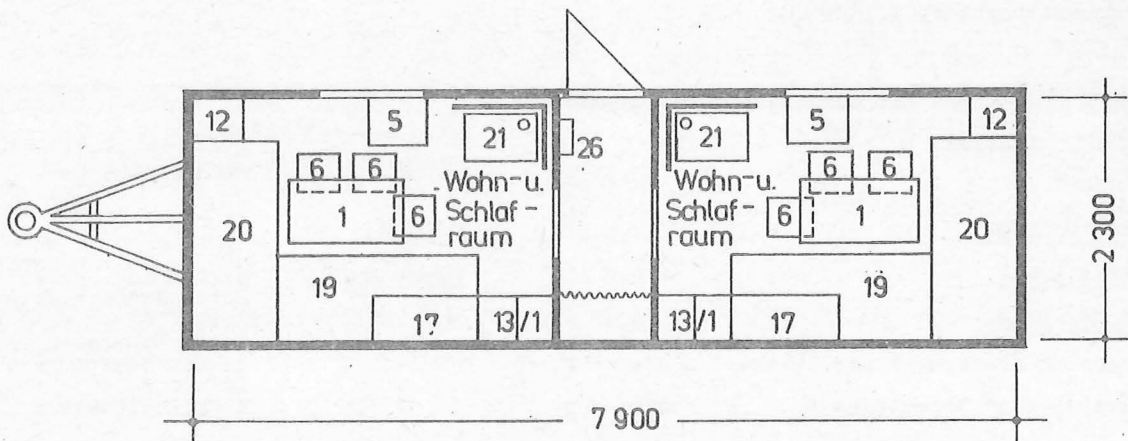 12 5 21 26 21 5 12
6 6 6 6
Wohn-u. Wohn-u.
20 1 6 Schlaf- Schlaf- 6 1 20
raum raum
2 300
19 19
17 13/1 13/1 17
7 900